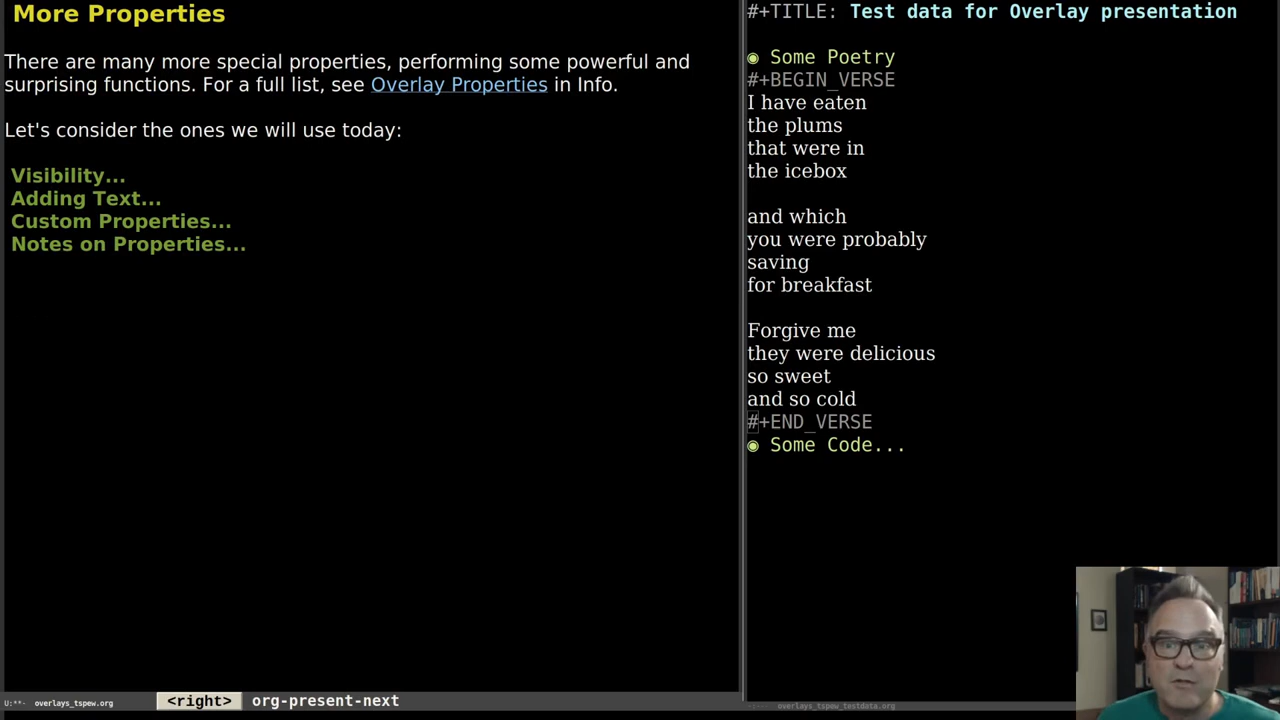 More Properties
There are many more special properties, performing some powerful and
surprising functions. For a full list, see Overlay Properties in Info.
Let's consider the ones we will use today:
Visibility...
Adding Text...
Custom Properties...
Notes on Properties...
U:**- overlays_tspew.org <right> org-present-next
#+TITLE: Test data for Overlay presentation
◉ Some Poetry
#+BEGIN_VERSE
I have eaten
the plums
that were in
the icebox
and which
you were probably
saving
for breakfast
Forgive me
they were delicious
so sweet
and so cold
#+END_VERSE
◉ Some Code...
overlays_tspew_testdata.org